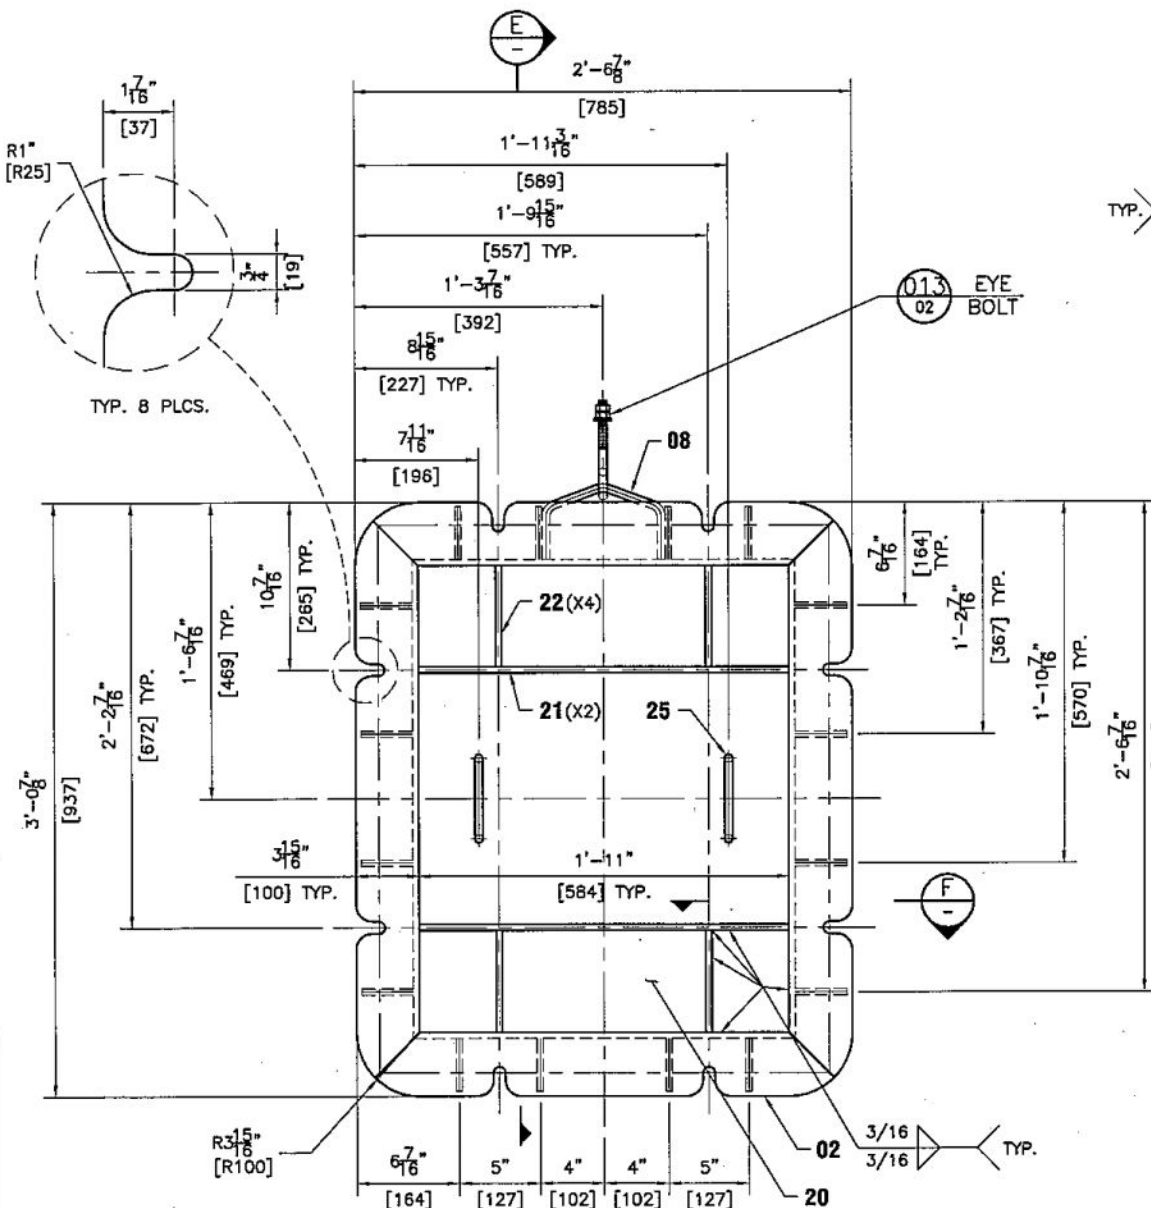 E
-
2'-6 7/8"
[785]
1 7/16"
[37]
1'-11 3/16"
[589]
R1"
[R25]
1'-9 15/16"
[557] TYP.
TYP.
3/4"
[19]
1'-3 7/16"
[392]
013
02
EYE
BOLT
8 15/16"
[227] TYP.
TYP. 8 PLCS.
7 11/16"
[196]
08
10 7/16"
[265] TYP.
6 7/16"
[164]
TYP.
22(X4)
1'-6 7/16"
[469] TYP.
1'-2 7/16"
[367] TYP.
2'-2 7/16"
[672] TYP.
21(X2)
25
1'-10 7/16"
[570] TYP.
2'-6 7/16"
3'-0 7/8"
[937]
3 15/16"
[100] TYP.
1'-11"
[584] TYP.
F
-
R3 15/16"
[R100]
02
3/16
3/16
TYP.
6 7/16"
[164]
5"
[127]
4"
[102]
4"
[102]
5"
[127]
20